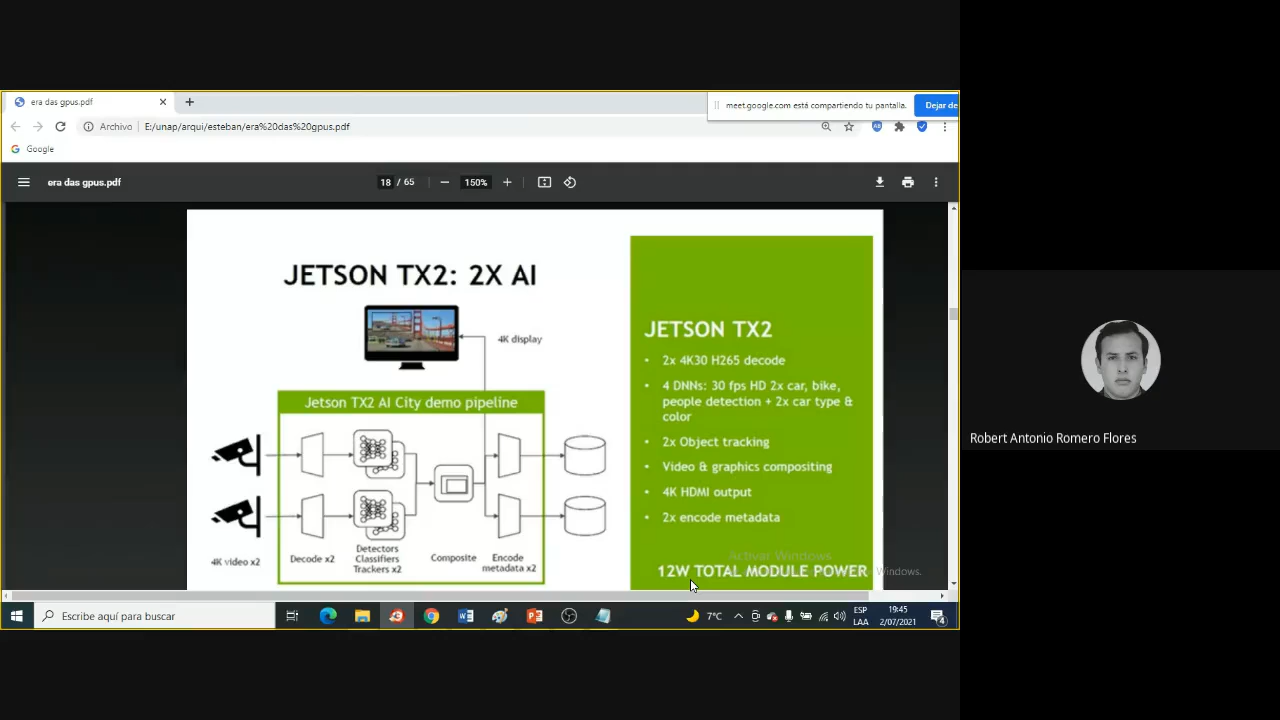 era das gpus.pdf
meet.google.com está compartiendo tu pantalla.
Dejar de
Archivo
E:/unap/arqui/esteban/era%20das%20gpus.pdf
Google
era das gpus.pdf
18 / 65
150%
JETSON TX2: 2X AI
4K display
Jetson TX2 AI City demo pipeline
4K video x2
Decode x2
Detectors
Classifiers
Trackers x2
Composite
Encode
metadata x2
JETSON TX2
• 2x 4K30 H265 decode
• 4 DNNs: 30 fps HD 2x car, bike,
people detection + 2x car type &
color
• 2x Object tracking
• Video & graphics compositing
• 4K HDMI output
• 2x encode metadata
Activar Windows
12W TOTAL MODULE POWER
Windows.
Robert Antonio Romero Flores
Escribe aquí para buscar
7°C
ESP
LAA
19:45
2/07/2021
4